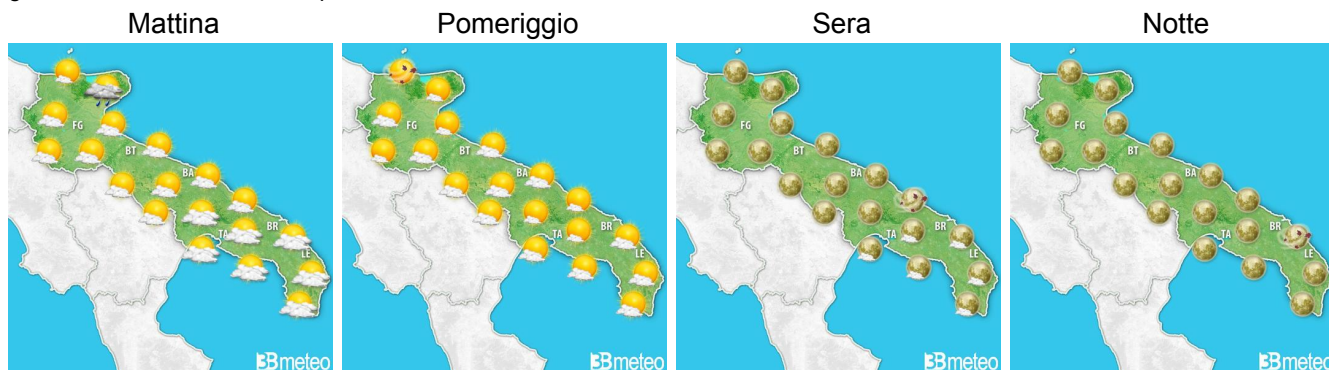 Mattina
Pomeriggio
Sera
Notte
FG
BT
BA
BR
TA
LE
3Bmeteo
FG
BT
BA
BR
TA
LE
3Bmeteo
FG
BT
BA
BR
TA
LE
3Bmeteo
FG
BT
BA
BR
TA
LE
3Bmeteo